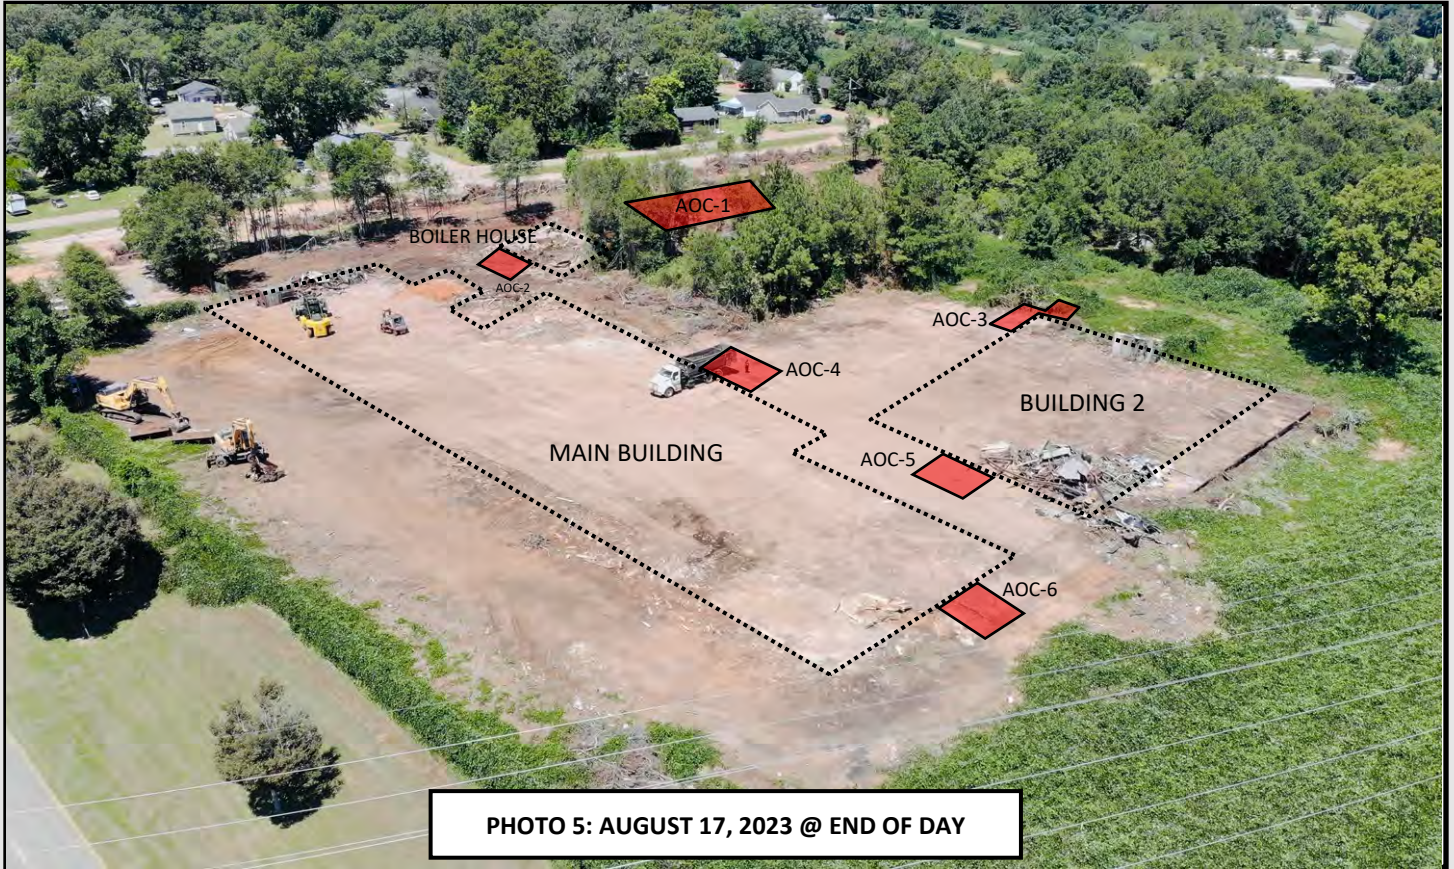 AOC-1
BOILER HOUSE
AOC-2
AOC-3
AOC-4
BUILDING 2
MAIN BUILDING
AOC-5
AOC-6
PHOTO 5: AUGUST 17, 2023 @ END OF DAY